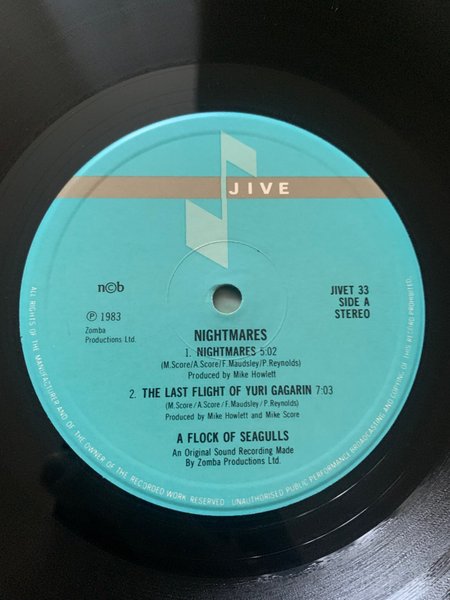 JIVE
n©b
JIVET 33
SIDE A
STEREO
℗ 1983
Zomba
Productions Ltd.
NIGHTMARES
1. NIGHTMARES 5:02
(M.Score/A.Score/F.Maudsley/P.Reynolds)
Produced by Mike Howlett
2. THE LAST FLIGHT OF YURI GAGARIN 7:03
(M.Score/A.Score/F.Maudsley/P.Reynolds)
Produced by Mike Howlett and Mike Score
A FLOCK OF SEAGULLS
An Original Sound Recording Made
By Zomba Productions Ltd.
ALL RIGHTS OF THE MANUFACTURER AND OF THE OWNER OF THE RECORDED WORK RESERVED · UNAUTHORISED PUBLIC PERFORMANCE BROADCASTING AND COPYING OF THIS RECORD PROHIBITED.